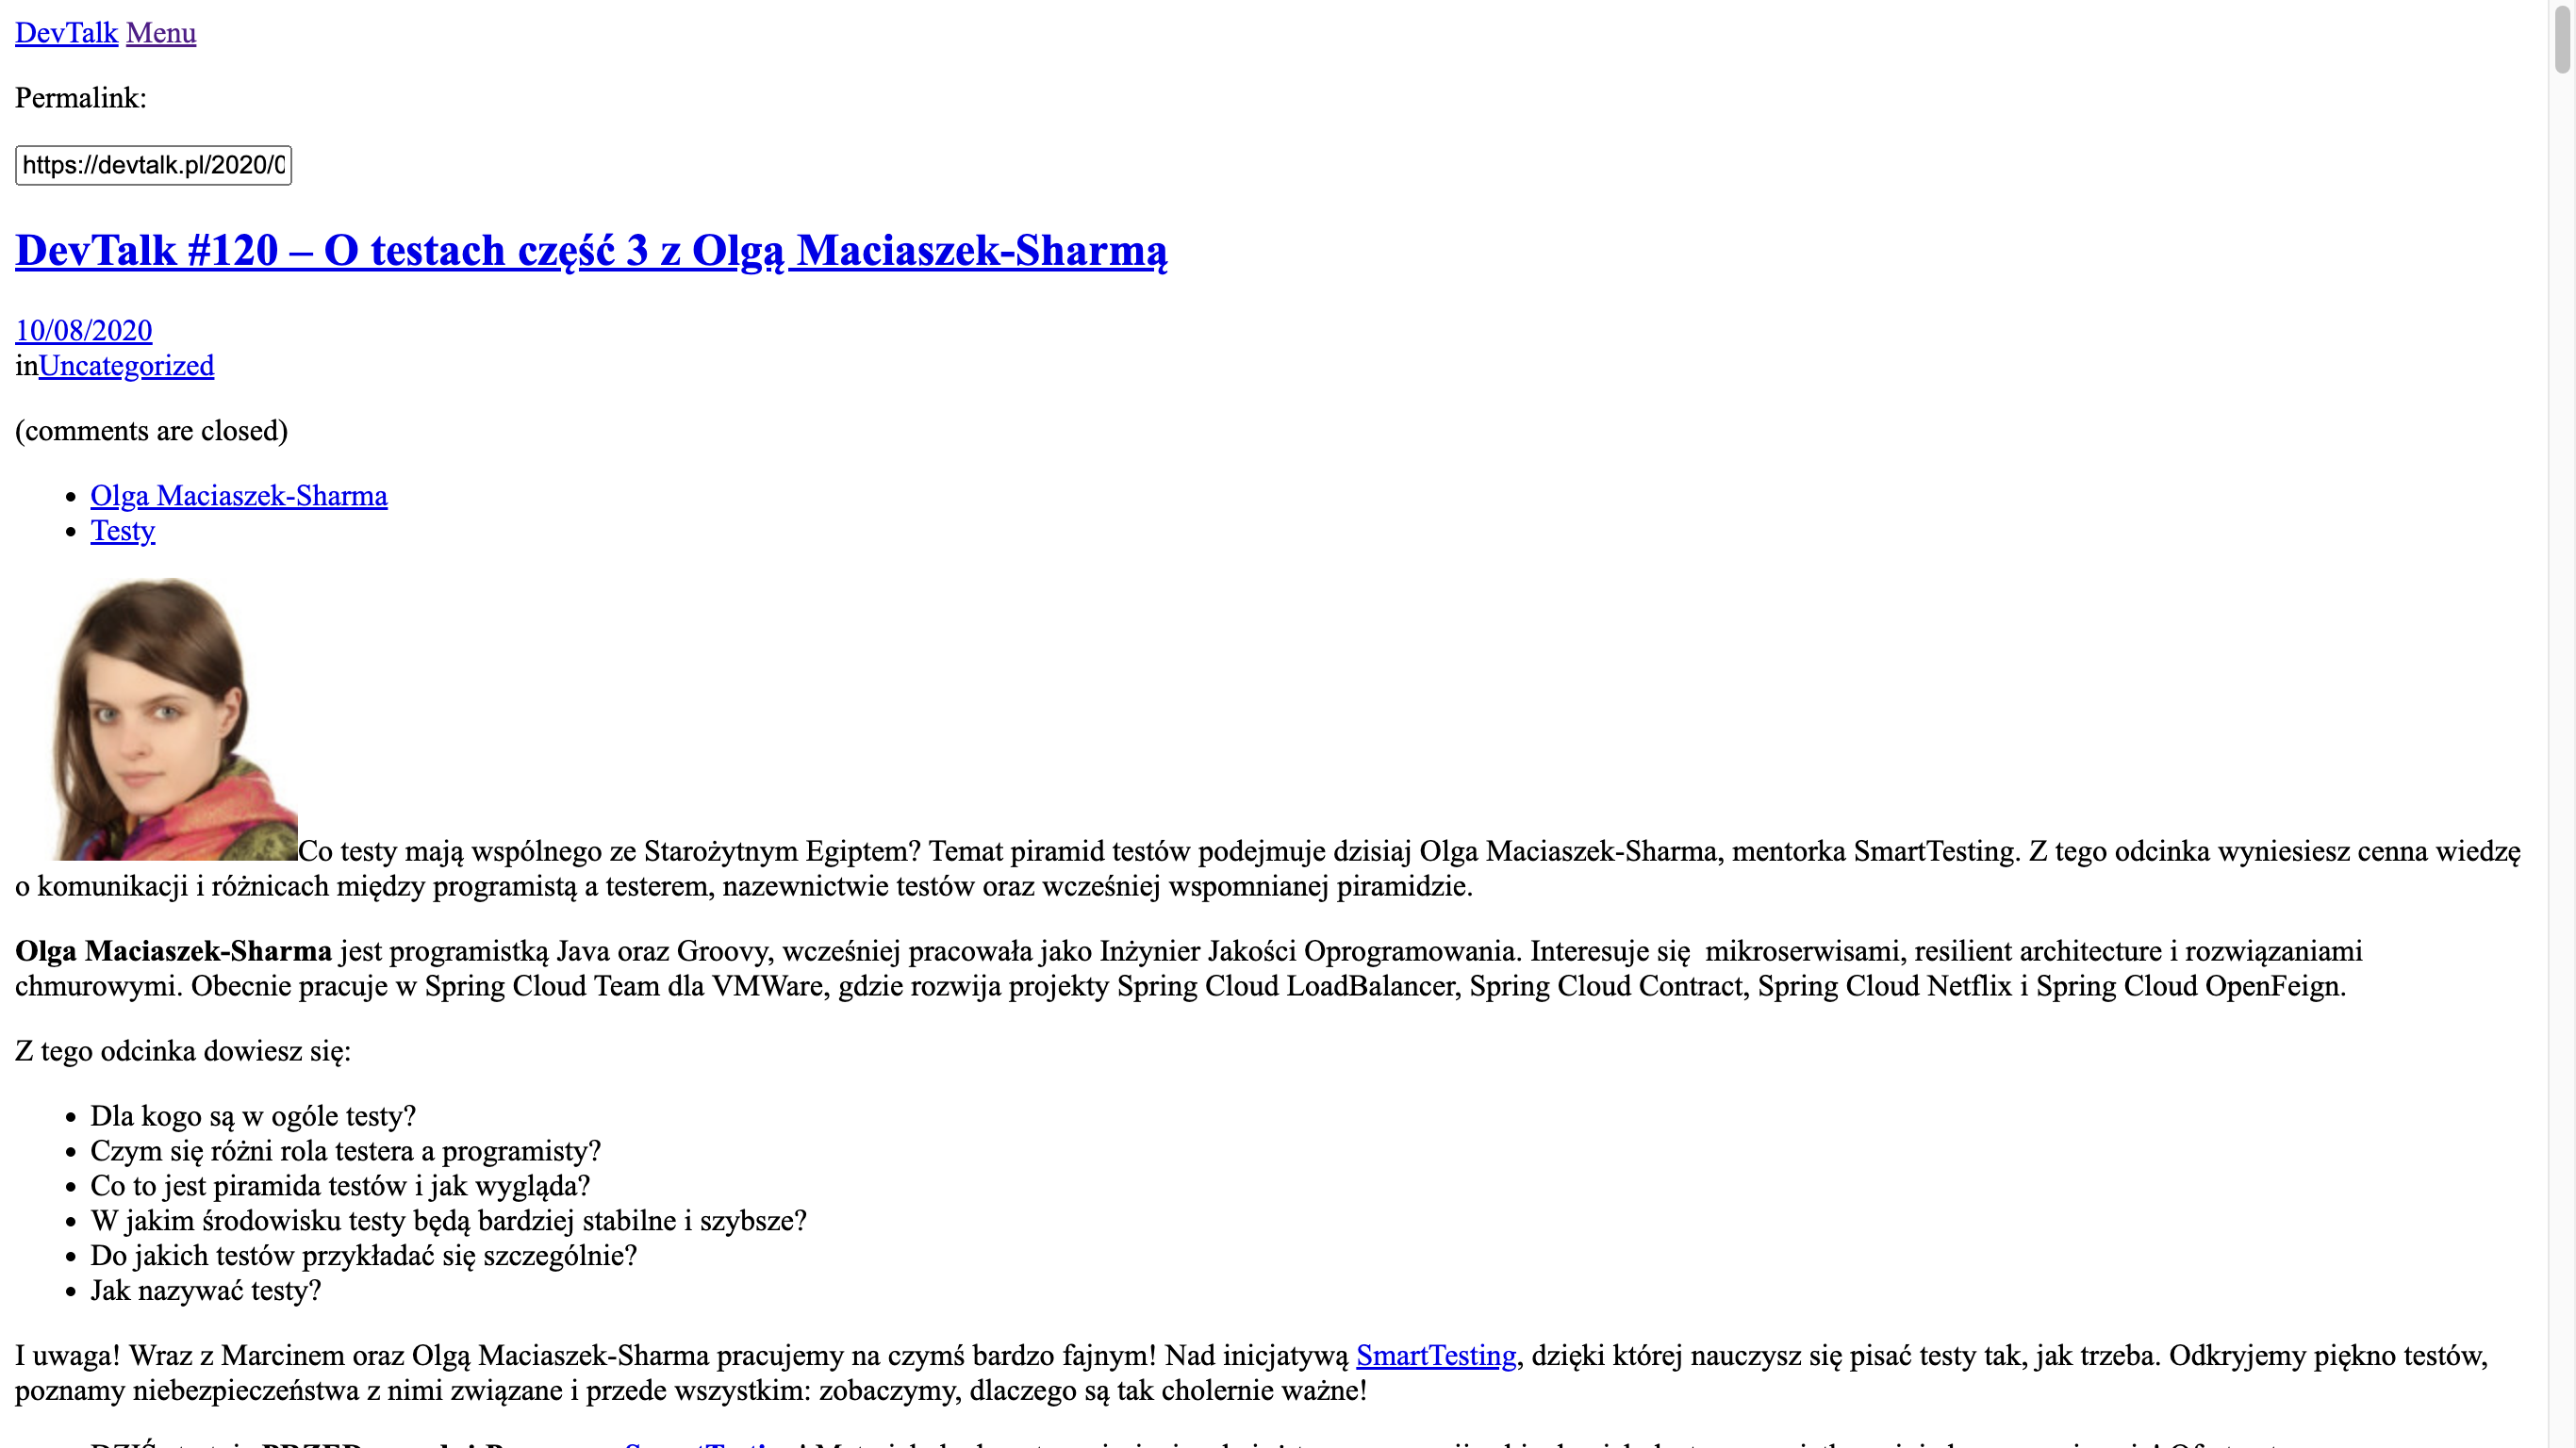 DevTalk Menu
Permalink:
https://devtalk.pl/2020/0
DevTalk #120 – O testach część 3 z Olgą Maciaszek-Sharmą
10/08/2020
inUncategorized
(comments are closed)
• Olga Maciaszek-Sharma
• Testy
Co testy mają wspólnego ze Starożytnym Egiptem? Temat piramid testów podejmuje dzisiaj Olga Maciaszek-Sharma, mentorka SmartTesting. Z tego odcinka wyniesiesz cenna wiedzę
o komunikacji i różnicach między programistą a testerem, nazewnictwie testów oraz wcześniej wspomnianej piramidzie.
Olga Maciaszek-Sharma jest programistką Java oraz Groovy, wcześniej pracowała jako Inżynier Jakości Oprogramowania. Interesuje się  mikroserwisami, resilient architecture i rozwiązaniami
chmurowymi. Obecnie pracuje w Spring Cloud Team dla VMWare, gdzie rozwija projekty Spring Cloud LoadBalancer, Spring Cloud Contract, Spring Cloud Netflix i Spring Cloud OpenFeign.
Z tego odcinka dowiesz się:
• Dla kogo są w ogóle testy?
• Czym się różni rola testera a programisty?
• Co to jest piramida testów i jak wygląda?
• W jakim środowisku testy będą bardziej stabilne i szybsze?
• Do jakich testów przykładać się szczególnie?
• Jak nazywać testy?
I uwaga! Wraz z Marcinem oraz Olgą Maciaszek-Sharma pracujemy na czymś bardzo fajnym! Nad inicjatywą SmartTesting, dzięki której nauczysz się pisać testy tak, jak trzeba. Odkryjemy piękno testów,
poznamy niebezpieczeństwa z nimi związane i przede wszystkim: zobaczymy, dlaczego są tak cholernie ważne!